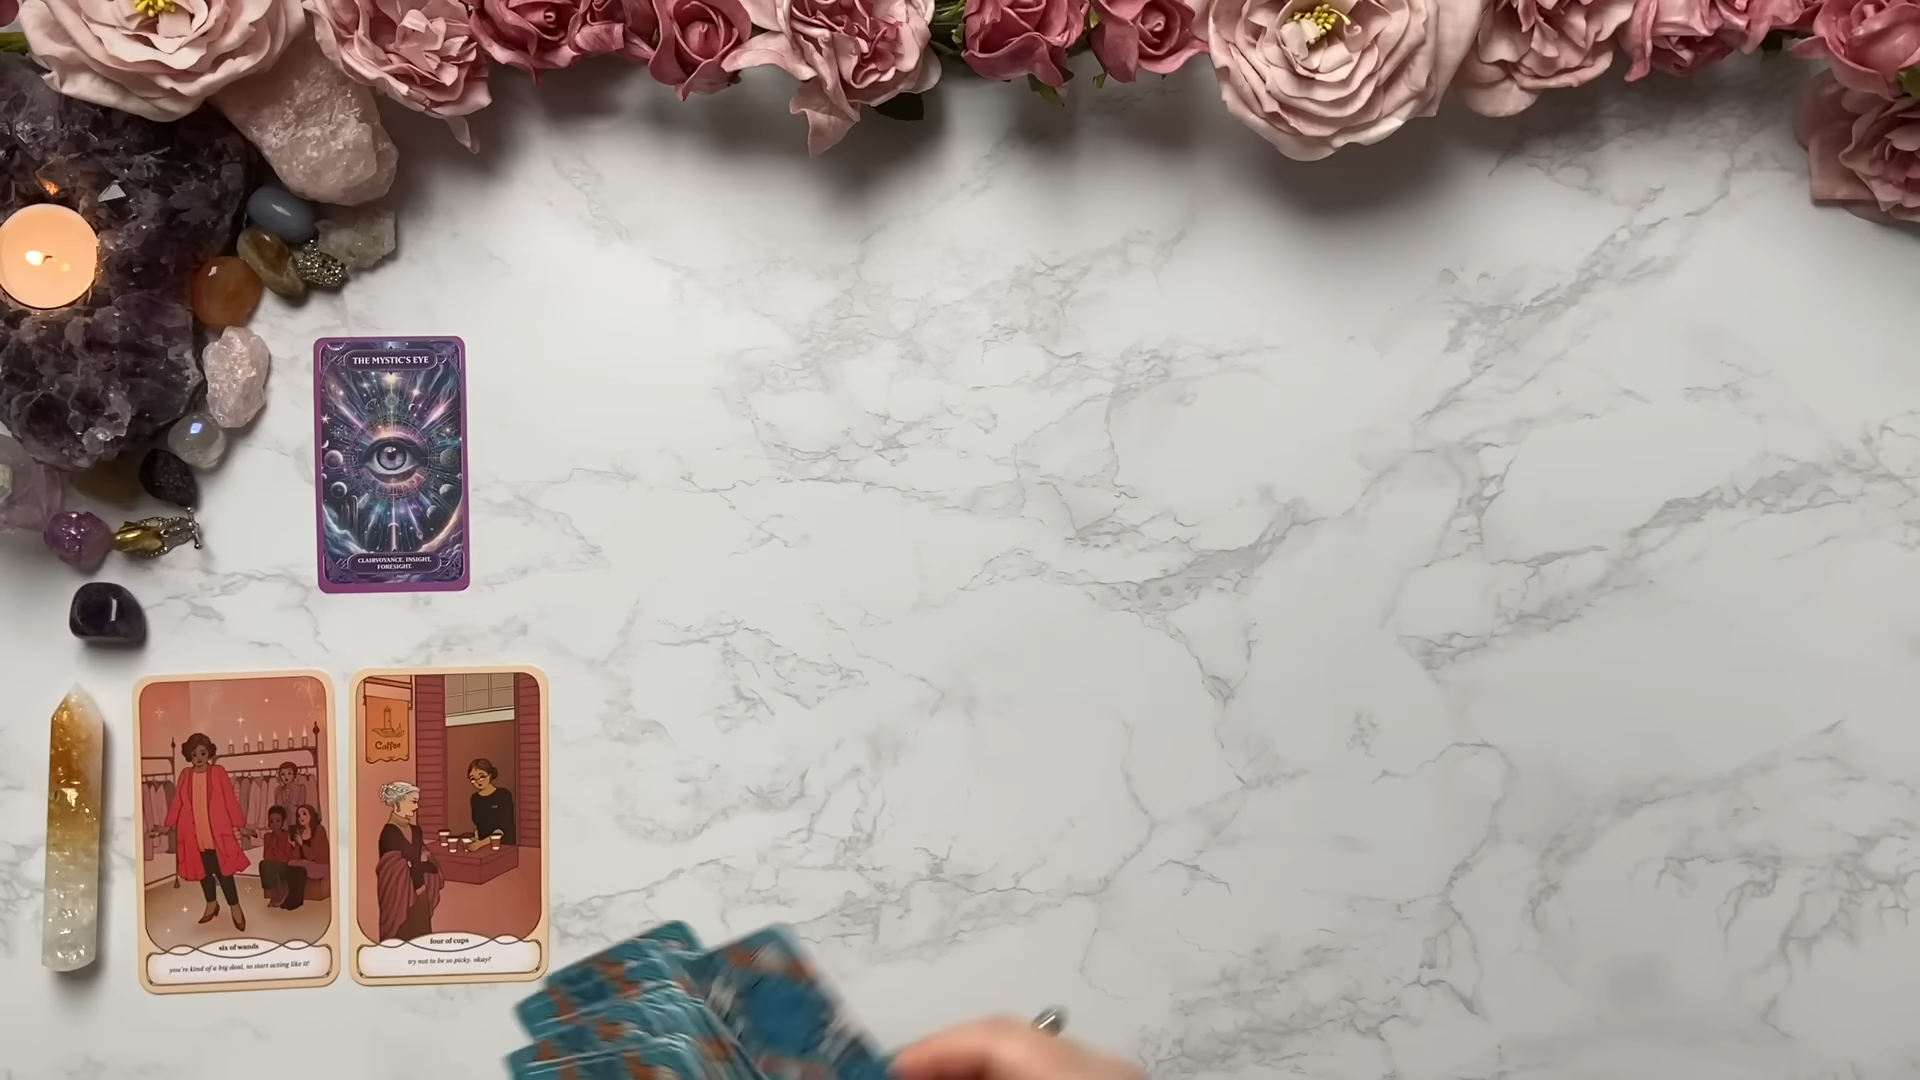 THE MYSTIC'S EYE
CLAIRVOYANCE, INSIGHT,
FORESIGHT.
Coffee
six of wands
you're kind of a big deal, so start acting like it!
four of cups
try not to be so picky, okay?